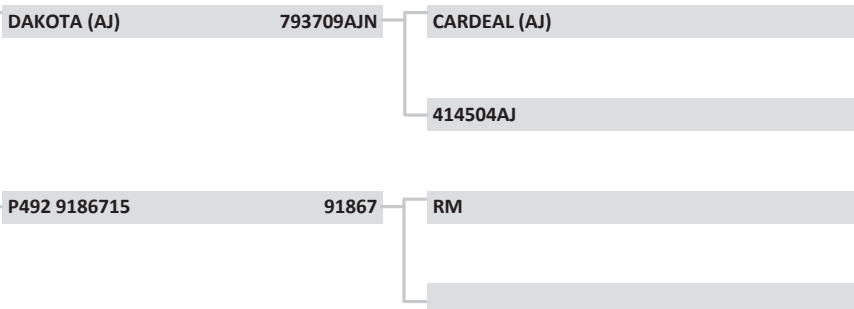 DAKOTA (AJ) 793709AJN CARDEAL (AJ)
414504AJ
P492 9186715 91867 RM